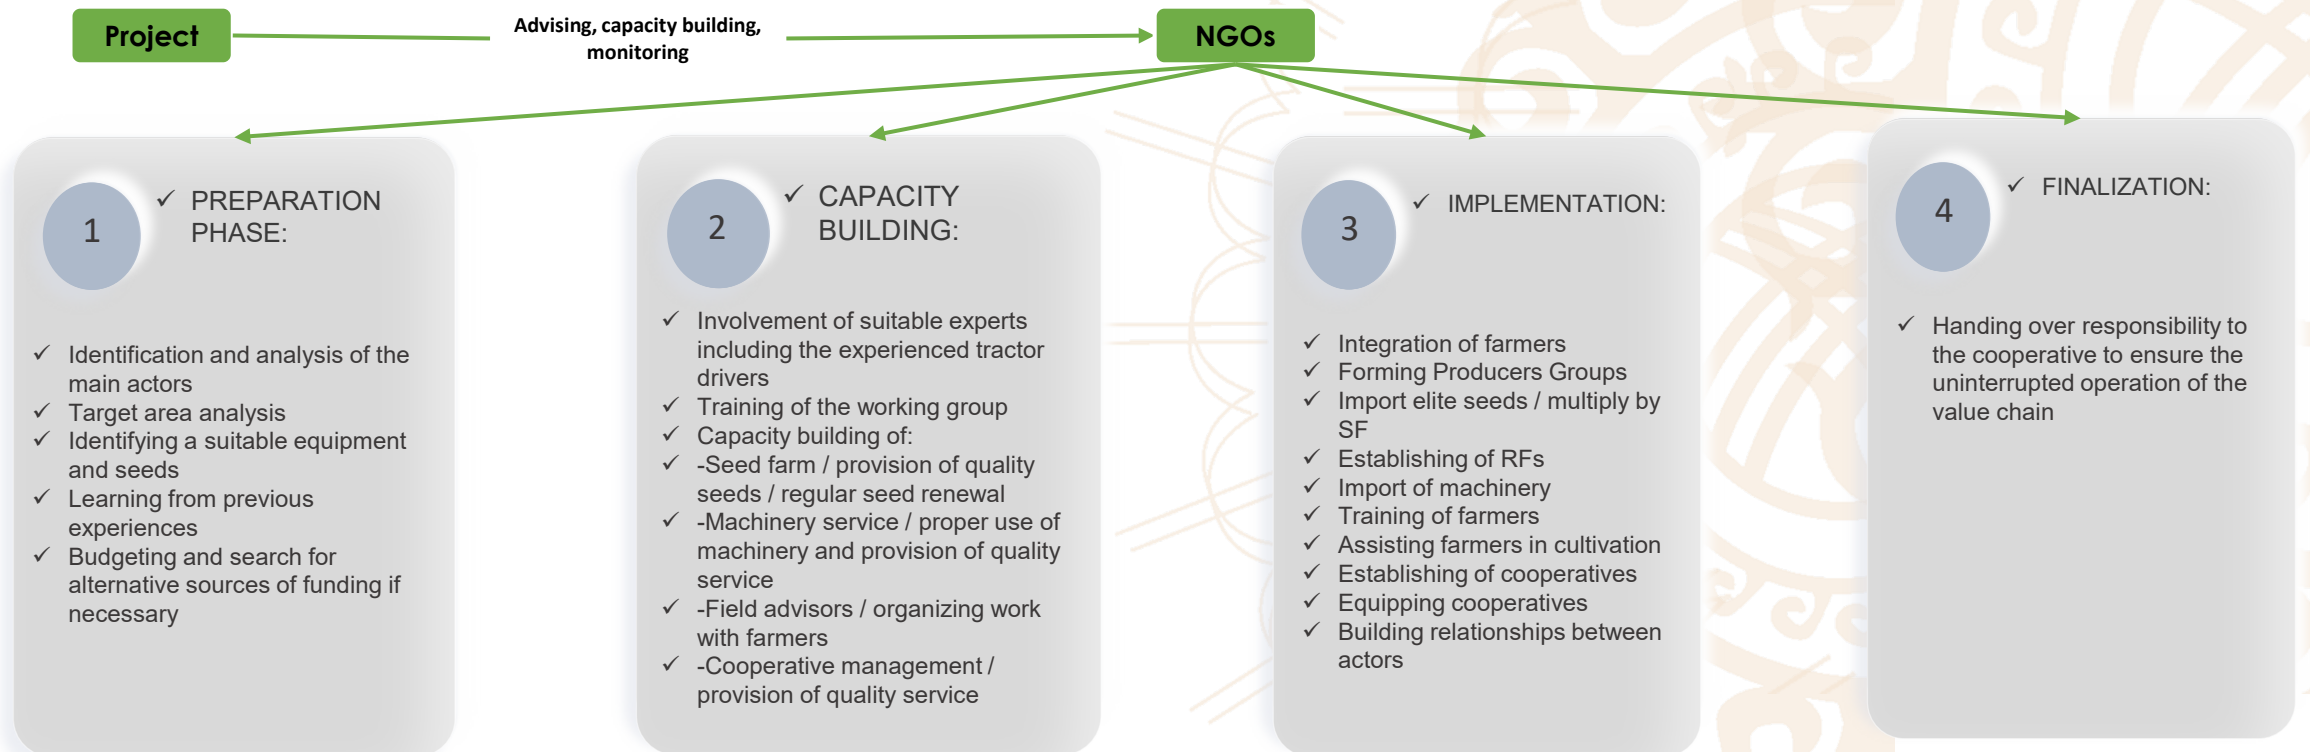 Project
Advising, capacity building,
monitoring
NGOs
1
✓ PREPARATION
PHASE:
✓ Identification and analysis of the
main actors
✓ Target area analysis
✓ Identifying a suitable equipment
and seeds
✓ Learning from previous
experiences
✓ Budgeting and search for
alternative sources of funding if
necessary
2
✓ CAPACITY
BUILDING:
✓ Involvement of suitable experts
including the experienced tractor
drivers
✓ Training of the working group
✓ Capacity building of:
✓ -Seed farm / provision of quality
seeds / regular seed renewal
✓ -Machinery service / proper use of
machinery and provision of quality
service
✓ -Field advisors / organizing work
with farmers
✓ -Cooperative management /
provision of quality service
3
✓ IMPLEMENTATION:
✓ Integration of farmers
✓ Forming Producers Groups
✓ Import elite seeds / multiply by
SF
✓ Establishing of RFs
✓ Import of machinery
✓ Training of farmers
✓ Assisting farmers in cultivation
✓ Establishing of cooperatives
✓ Equipping cooperatives
✓ Building relationships between
actors
4
✓ FINALIZATION:
✓ Handing over responsibility to
the cooperative to ensure the
uninterrupted operation of the
value chain